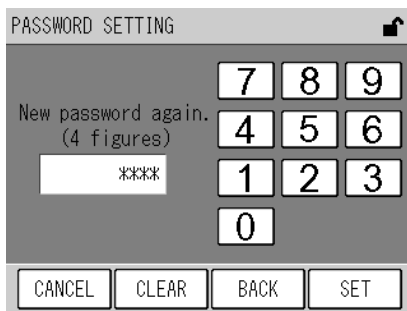 PASSWORD SETTING
7 8 9
New password again.
(4 figures)
4 5 6
****
1 2 3
0
CANCEL CLEAR BACK SET